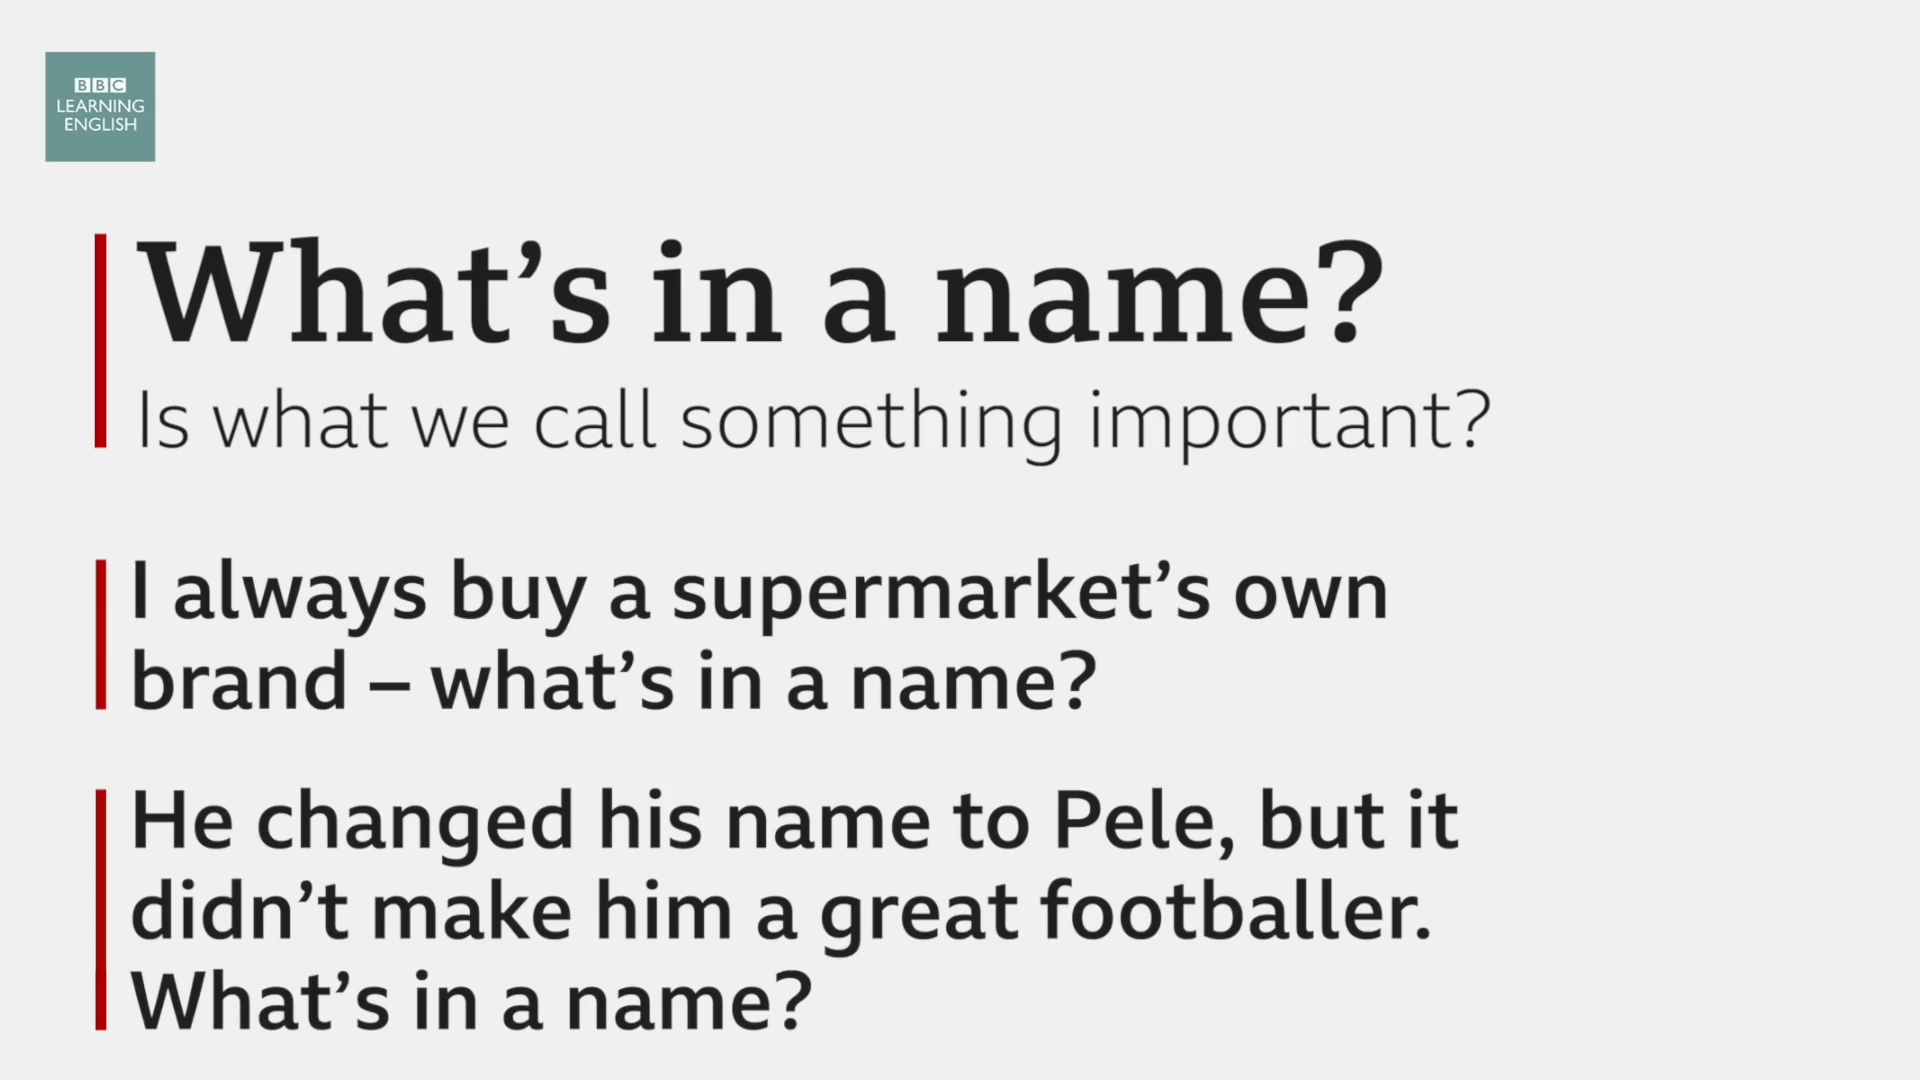 BBC
LEARNING
ENGLISH
What’s in a name?
Is what we call something important?
I always buy a supermarket’s own
brand – what’s in a name?
He changed his name to Pele, but it
didn’t make him a great footballer.
What’s in a name?